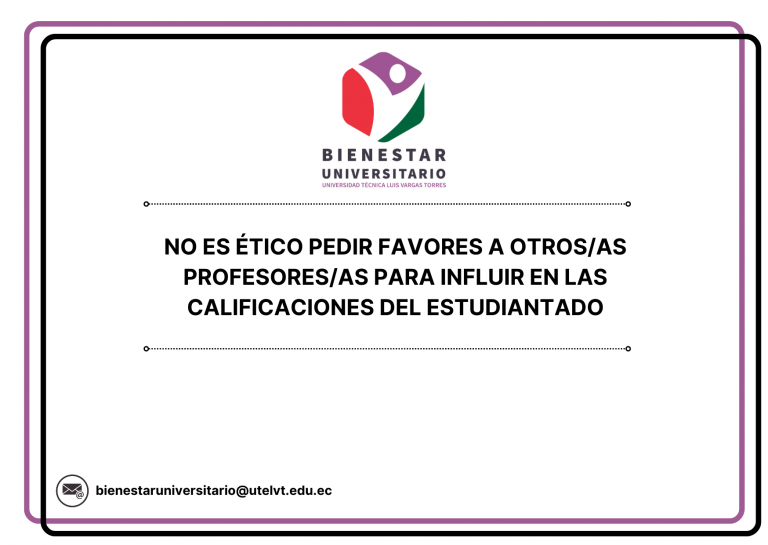 BIENESTAR
UNIVERSITARIO
UNIVERSIDAD TÉCNICA LUIS VARGAS TORRES
NO ES ÉTICO PEDIR FAVORES A OTROS/AS
PROFESORES/AS PARA INFLUIR EN LAS
CALIFICACIONES DEL ESTUDIANTADO
bienestaruniversitario@utelvt.edu.ec